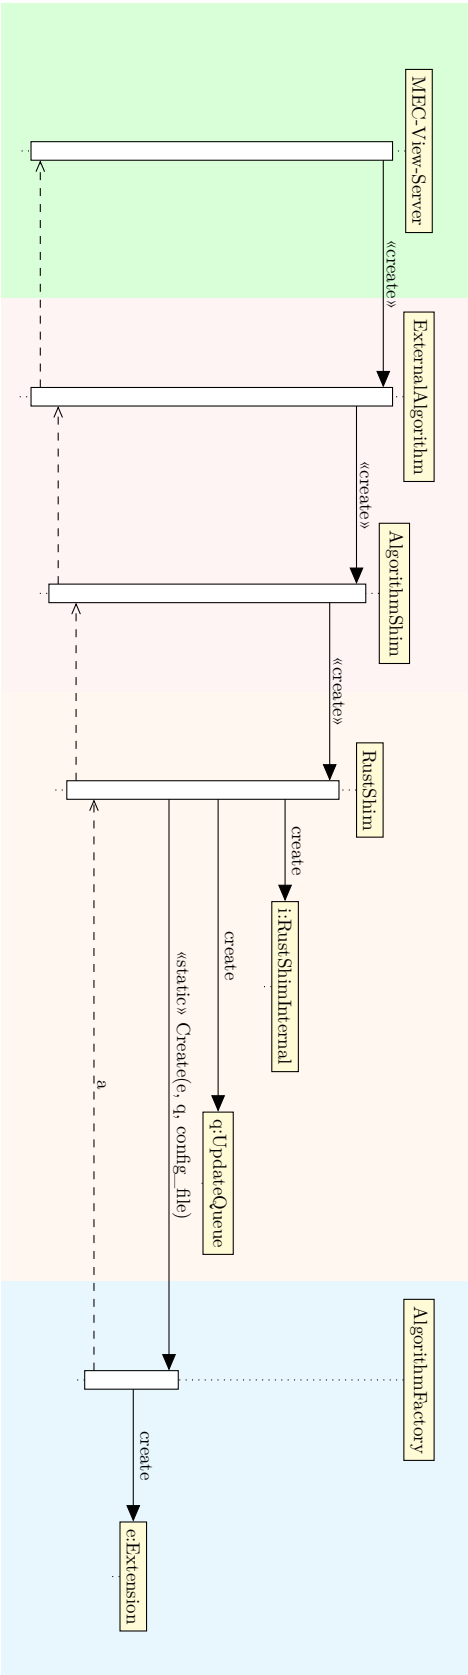 MEC-View-Server
ExternalAlgorithm
AlgorithmShim
RustShim
AlgorithmFactory
«create»
«create»
«create»
create
i:RustShimInternal
create
q:UpdateQueue
«static» Create(e, q, config_file)
create
e:Extension
a